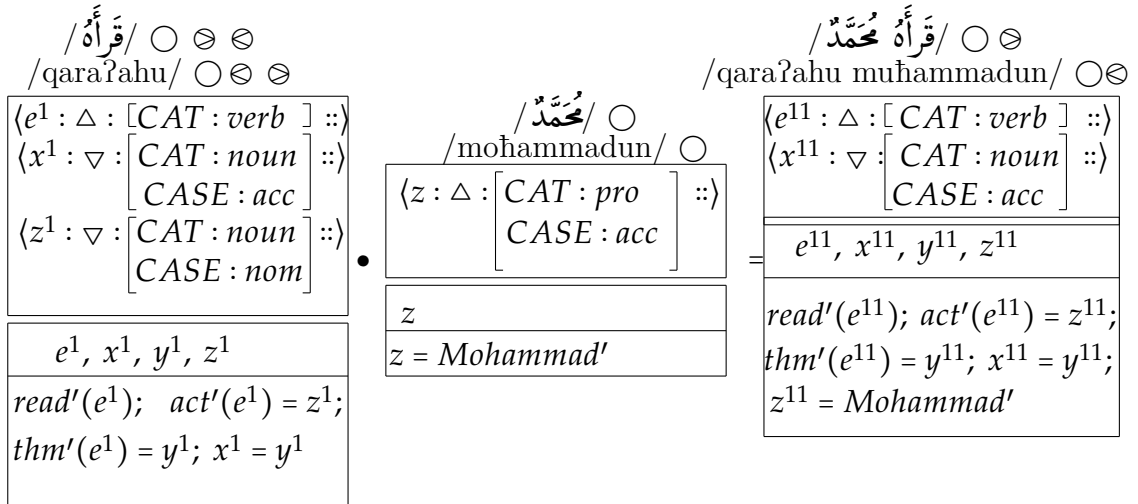 /قَرأَهُ/ ○ ⧁ ⧀
/qaraʔahu/ ○ ⧀ ⧁
⟨e¹ : △ : [CAT : verb ] ::⟩
⟨x¹ : ▽ : [CAT : noun
CASE : acc ] ::⟩
⟨z¹ : ▽ : [CAT : noun
CASE : nom] ::⟩
e¹, x¹, y¹, z¹
read′(e¹); act′(e¹) = z¹;
thm′(e¹) = y¹; x¹ = y¹
•
/مُحَمَّدٌ/ ○
/moħammadun/ ○
⟨z : △ : [CAT : pro
CASE : acc ] ::⟩
z
z = Mohammad′
=
/قَرأَهُ مُحَمَّدٌ/ ○ ⧁
/qaraʔahu muħammadun/ ○⧀
⟨e¹¹ : △ : [ CAT : verb ] ::⟩
⟨x¹¹ : ▽ : [CAT : noun
CASE : acc ] ::⟩
e¹¹, x¹¹, y¹¹, z¹¹
read′(e¹¹); act′(e¹¹) = z¹¹;
thm′(e¹¹) = y¹¹; x¹¹ = y¹¹;
z¹¹ = Mohammad′